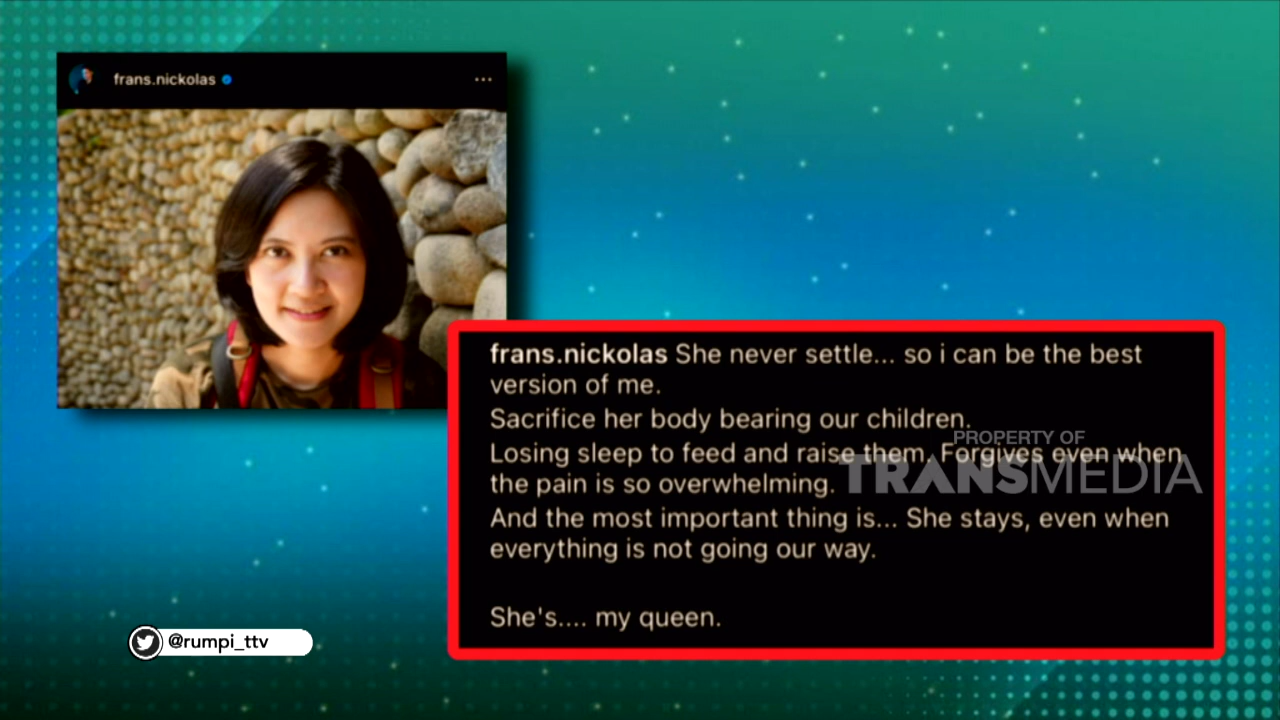 frans.nickolas
frans.nickolas She never settle... so i can be the best
version of me.
Sacrifice her body bearing our children.
Losing sleep to feed and raise them. Forgives even when
the pain is so overwhelming.
And the most important thing is... She stays, even when
everything is not going our way.
She's.... my queen.
PROPERTY OF
TRANSMEDIA
@rumpi_ttv